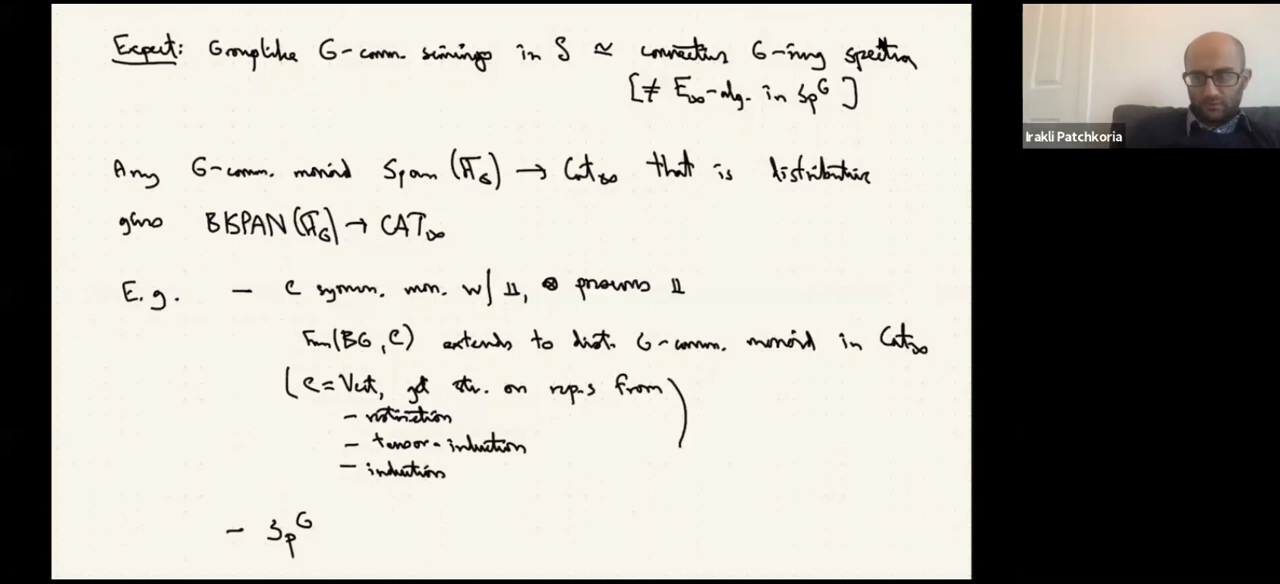 Expect: Grouplike G-comm. semirings in S ≃ connective G-ring spectra
[≠ E∞-alg. in Sp^G]
Any G-comm. monoid Span(𝔽_G) → Cat∞ that is distributive
gives BISPAN(𝔽_G) → CAT∞
E.g. - C symm. mon. w/ ⨿, ⊗ preserves ⨿
Fun(BG, C) extends to dist. G-comm. monoid in Cat∞
(C = Vect, get str. on rep.s from)
- restriction
- tensor-induction
- induction
- Sp^G
Irakli Patchkoria